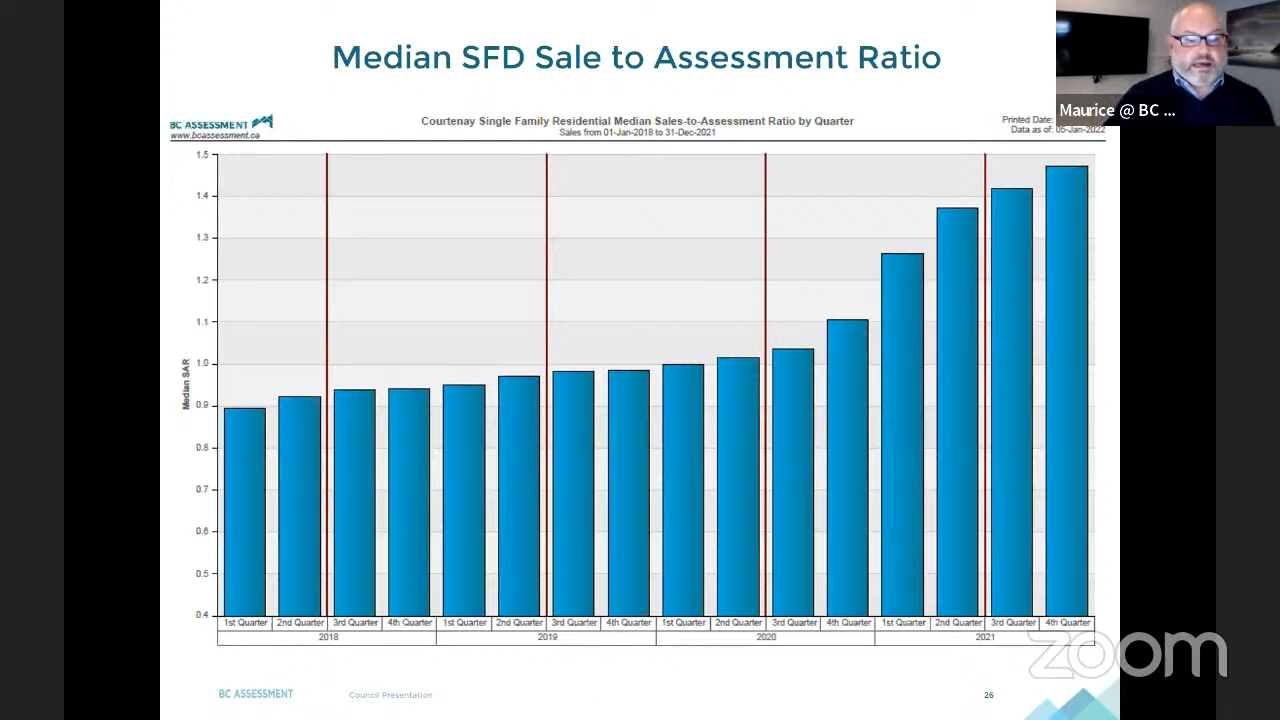 Median SFD Sale to Assessment Ratio
Maurice @ BC ...
BC ASSESSMENT
www.bcassessment.ca
Courtenay Single Family Residential Median Sales-to-Assessment Ratio by Quarter
Sales from 01-Jan-2018 to 31-Dec-2021
Printed Date:
Data as of: 05-Jan-2022
1.5
1.4
1.3
1.2
1.1
1.0
0.9
0.8
0.7
0.6
0.5
0.4
Median SAR
1st Quarter 2nd Quarter 3rd Quarter 4th Quarter 1st Quarter 2nd Quarter 3rd Quarter 4th Quarter 1st Quarter 2nd Quarter 3rd Quarter 4th Quarter 1st Quarter 2nd Quarter 3rd Quarter 4th Quarter
2018 2019 2020 2021
zoom
BC ASSESSMENT Council Presentation 26